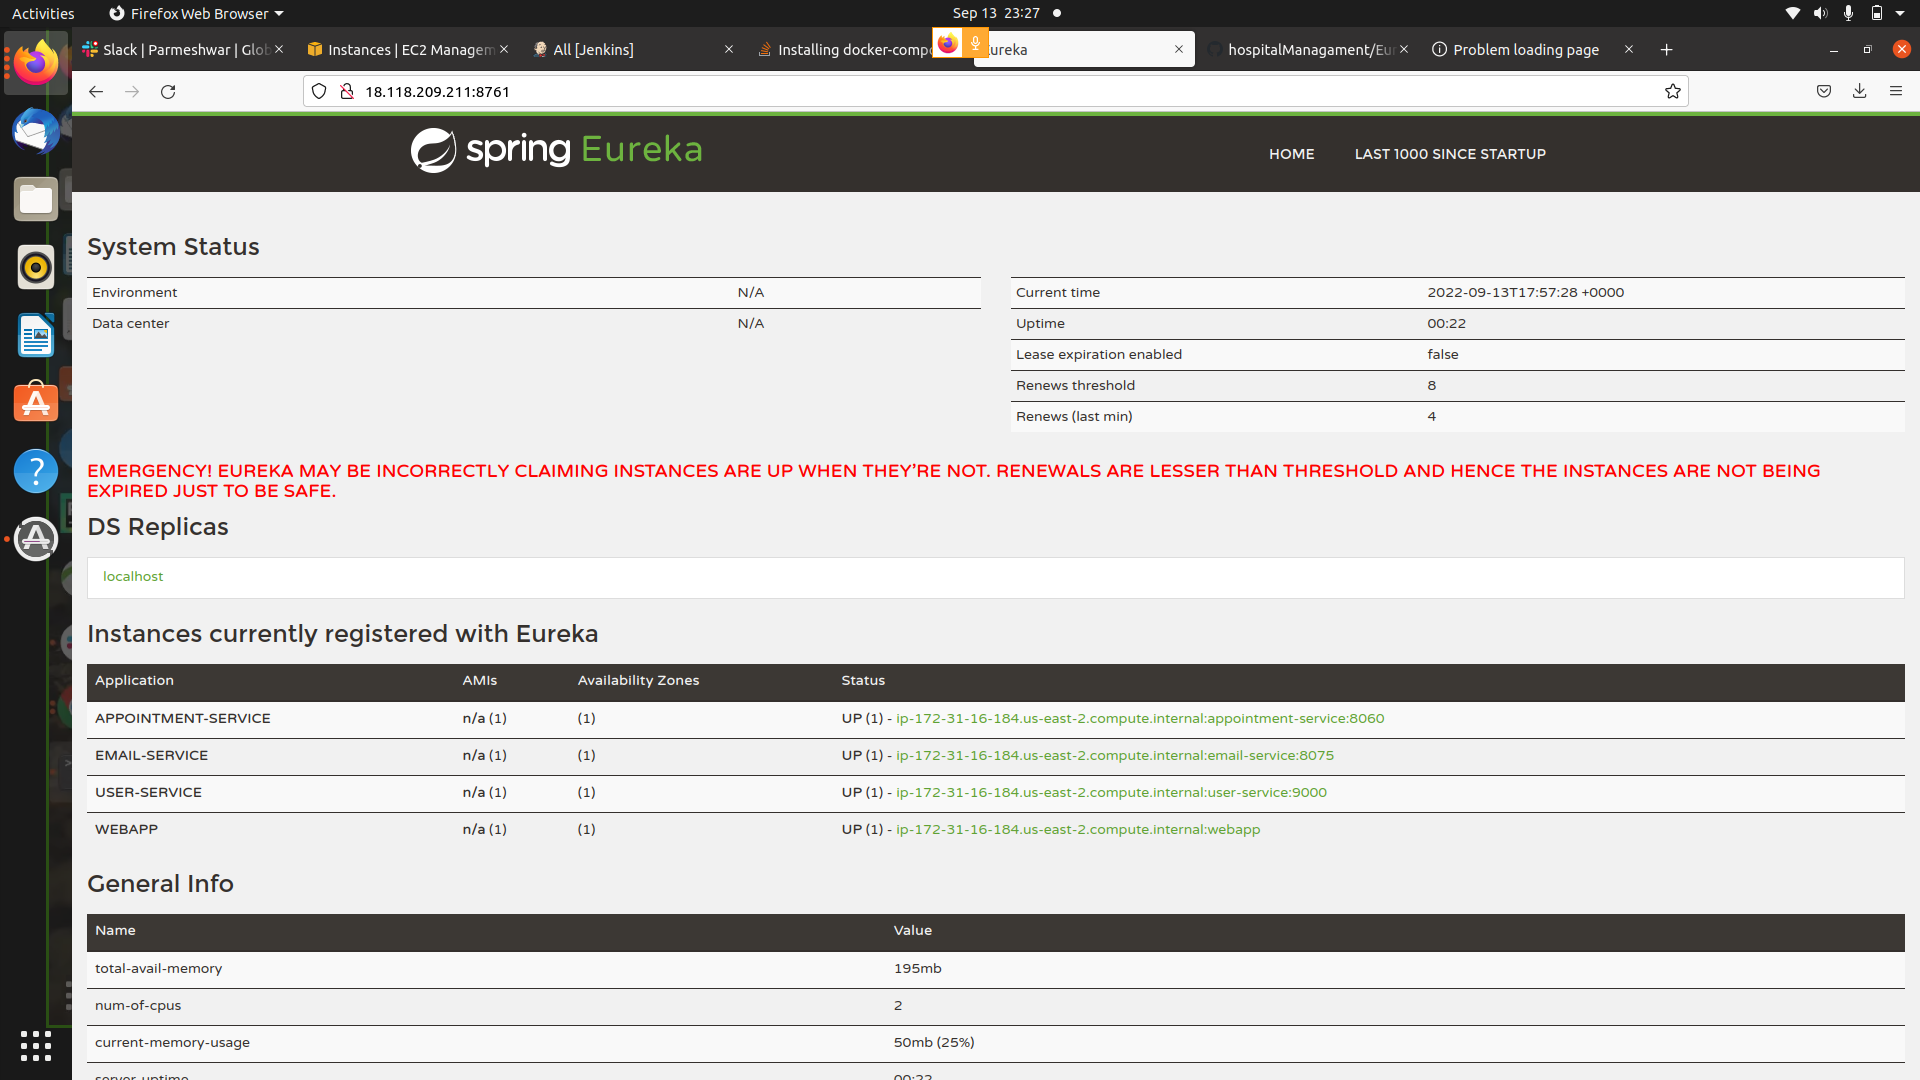 Activities Firefox Web Browser Sep 13 23:27
Slack | Parmeshwar | Glob Instances | EC2 Managem All [Jenkins] Installing docker-compo Eureka hospitalManagament/Eur Problem loading page
18.118.209.211:8761
spring Eureka HOME LAST 1000 SINCE STARTUP
System Status
Environment N/A
Data center N/A
Current time 2022-09-13T17:57:28 +0000
Uptime 00:22
Lease expiration enabled false
Renews threshold 8
Renews (last min) 4
EMERGENCY! EUREKA MAY BE INCORRECTLY CLAIMING INSTANCES ARE UP WHEN THEY'RE NOT. RENEWALS ARE LESSER THAN THRESHOLD AND HENCE THE INSTANCES ARE NOT BEING
EXPIRED JUST TO BE SAFE.
DS Replicas
localhost
Instances currently registered with Eureka
Application AMIs Availability Zones Status
APPOINTMENT-SERVICE n/a (1) (1) UP (1) - ip-172-31-16-184.us-east-2.compute.internal:appointment-service:8060
EMAIL-SERVICE n/a (1) (1) UP (1) - ip-172-31-16-184.us-east-2.compute.internal:email-service:8075
USER-SERVICE n/a (1) (1) UP (1) - ip-172-31-16-184.us-east-2.compute.internal:user-service:9000
WEBAPP n/a (1) (1) UP (1) - ip-172-31-16-184.us-east-2.compute.internal:webapp
General Info
Name Value
total-avail-memory 195mb
num-of-cpus 2
current-memory-usage 50mb (25%)
server-uptime 00:22